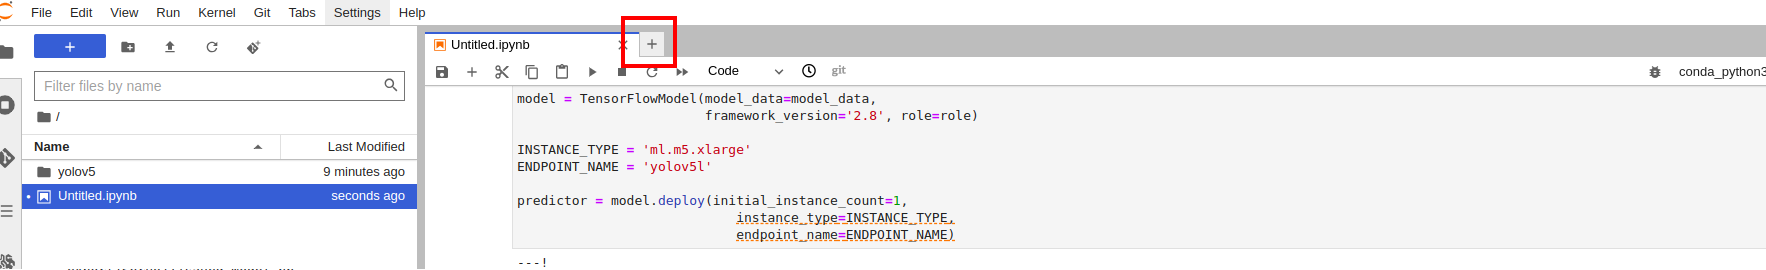 File Edit View Run Kernel Git Tabs Settings Help
Untitled.ipynb
Code git conda_python3
Filter files by name
/
Name Last Modified
yolov5 9 minutes ago
Untitled.ipynb seconds ago
model = TensorFlowModel(model_data=model_data,
framework_version='2.8', role=role)
INSTANCE_TYPE = 'ml.m5.xlarge'
ENDPOINT_NAME = 'yolov5l'
predictor = model.deploy(initial_instance_count=1,
instance_type=INSTANCE_TYPE,
endpoint_name=ENDPOINT_NAME)
---!